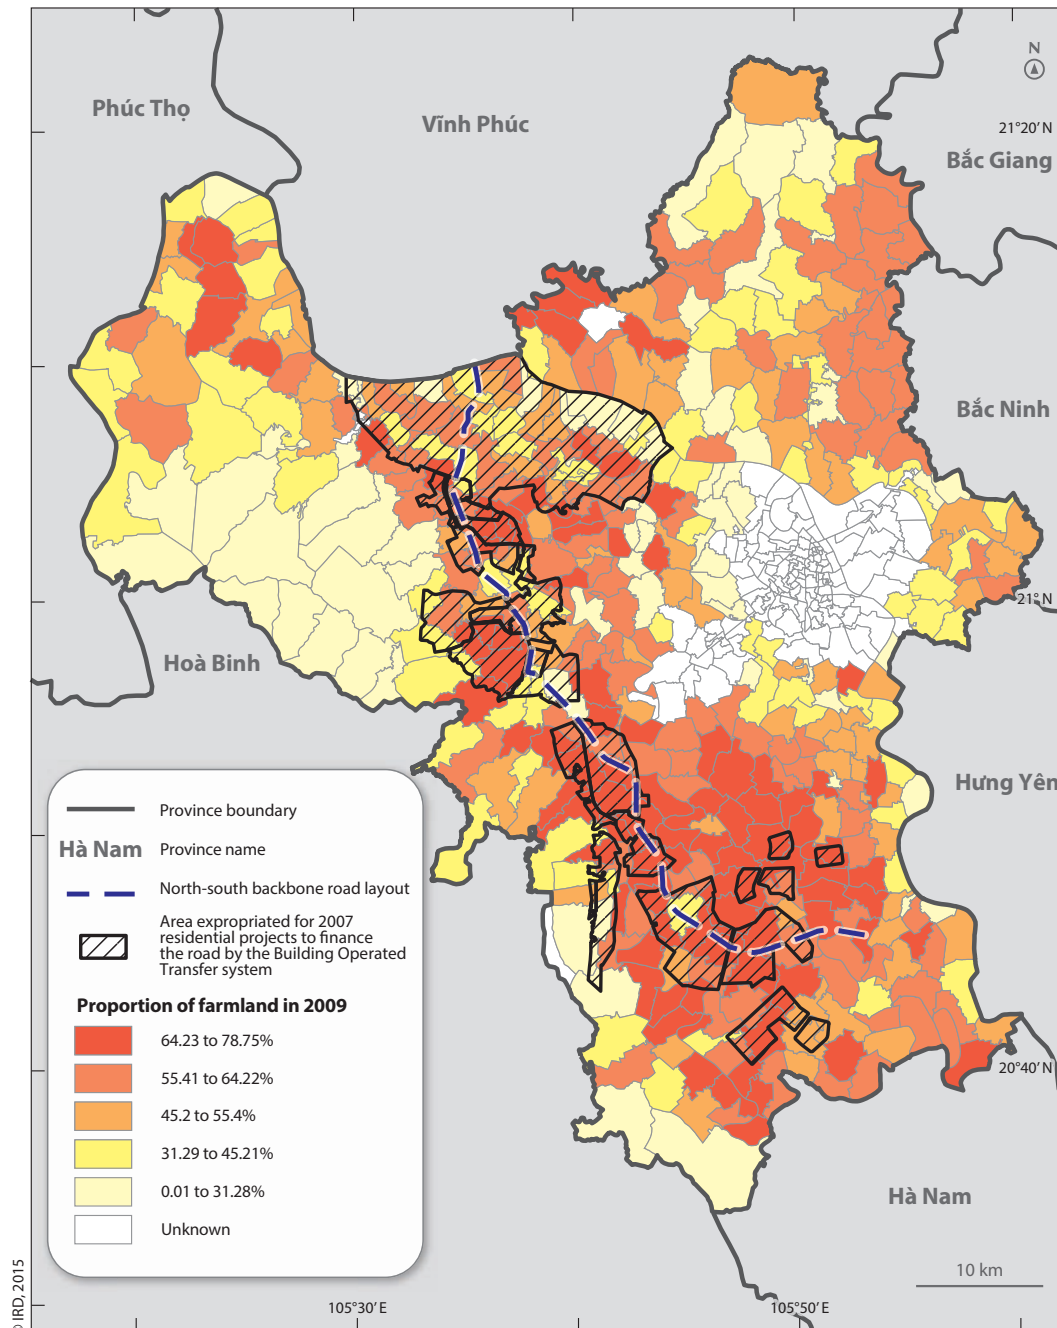 N
Phúc Thọ
Vĩnh Phúc
21°20' N
Bắc Giang
Bắc Ninh
21° N
Hoà Binh
Hưng Yên
Province boundary
Hà Nam
Province name
North-south backbone road layout
Area expropriated for 2007
residential projects to finance
the road by the Building Operated
Transfer system
Proportion of farmland in 2009
64.23 to 78.75%
55.41 to 64.22%
45.2 to 55.4%
31.29 to 45.21%
0.01 to 31.28%
Unknown
20°40' N
Hà Nam
10 km
105°30' E
105°50' E
© IRD, 2015